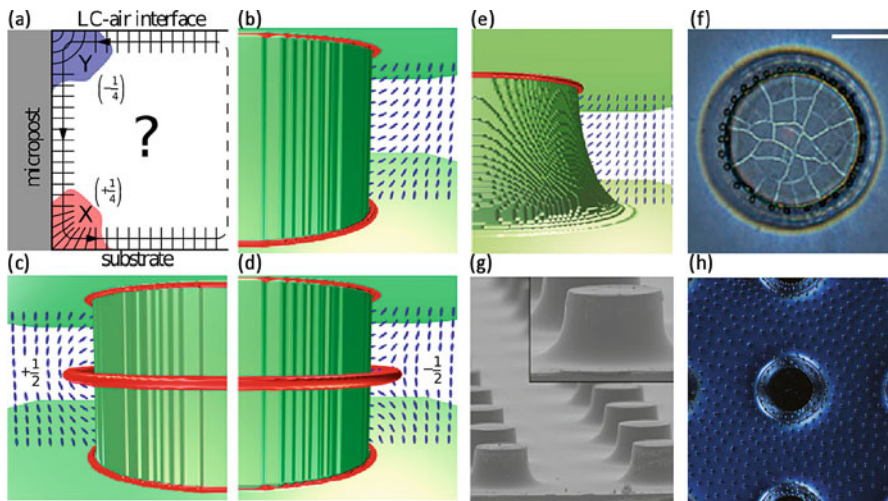 (a)
LC-air interface
(b)
(e)
(f)
Y
(-1/4)
micropost
?
(+1/4)
X
substrate
(c)
(d)
(g)
(h)
+1/2
-1/2